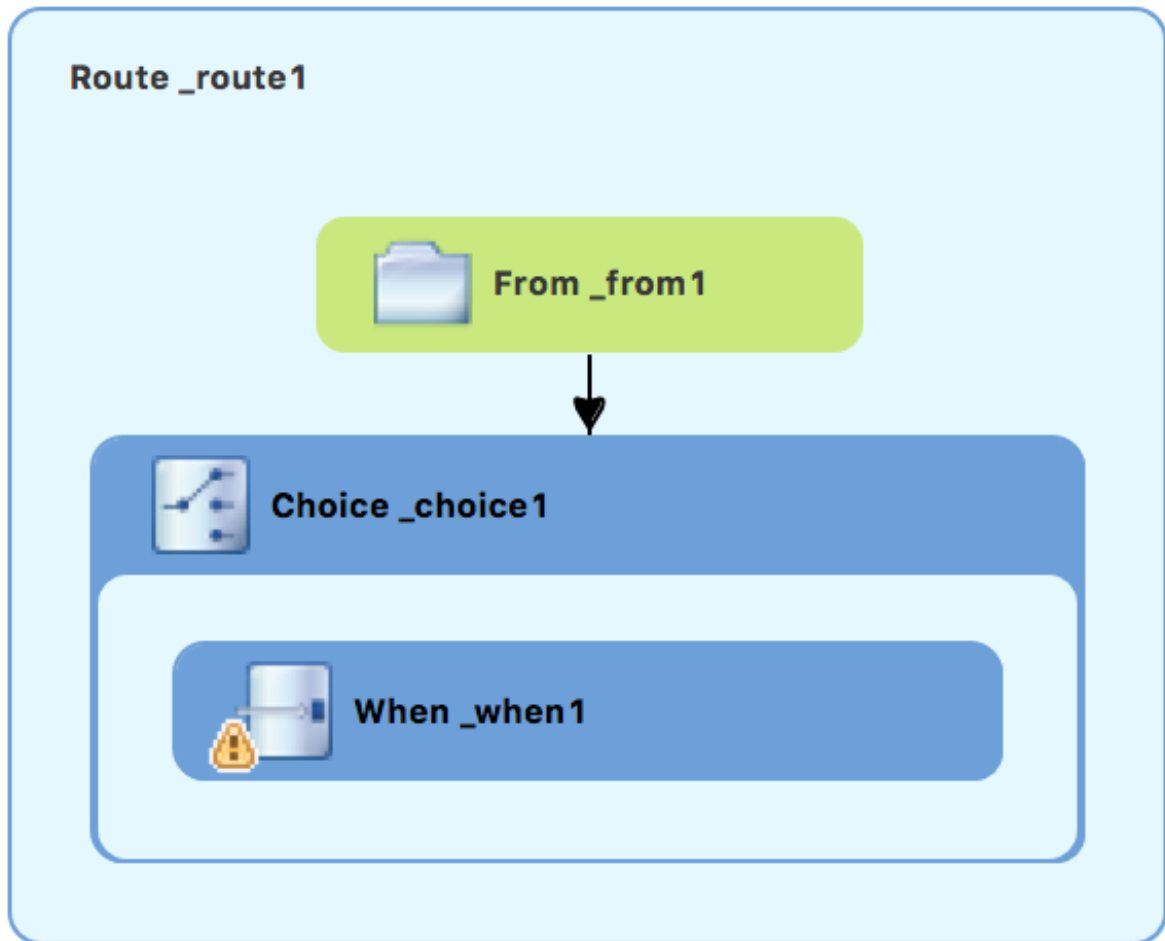 Route _route1
From _from1
Choice _choice1
When _when1